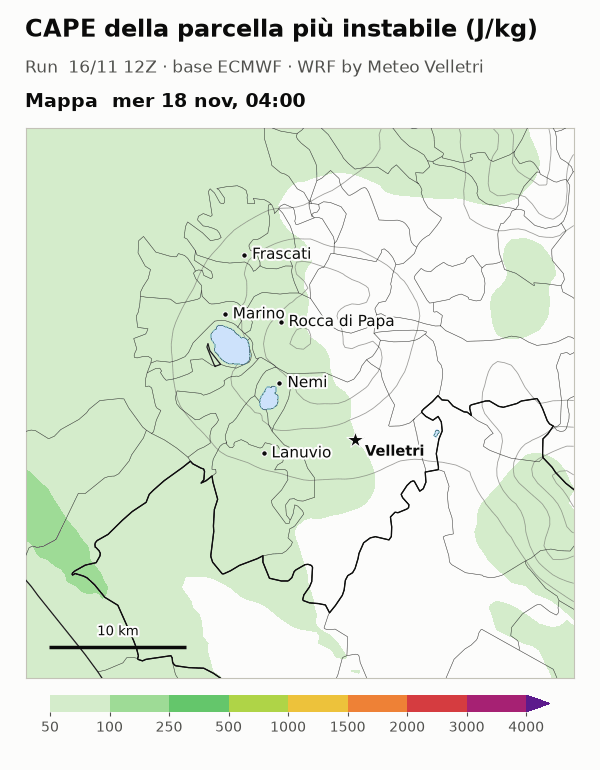 CAPE della parcella più instabile (J/kg)
Run  16/11 12Z · base ECMWF · WRF by Meteo Velletri
Mappa  mer 18 nov, 04:00
Frascati
Marino
Rocca di Papa
Nemi
Velletri
Lanuvio
10 km
50 100 250 500 1000 1500 2000 3000 4000